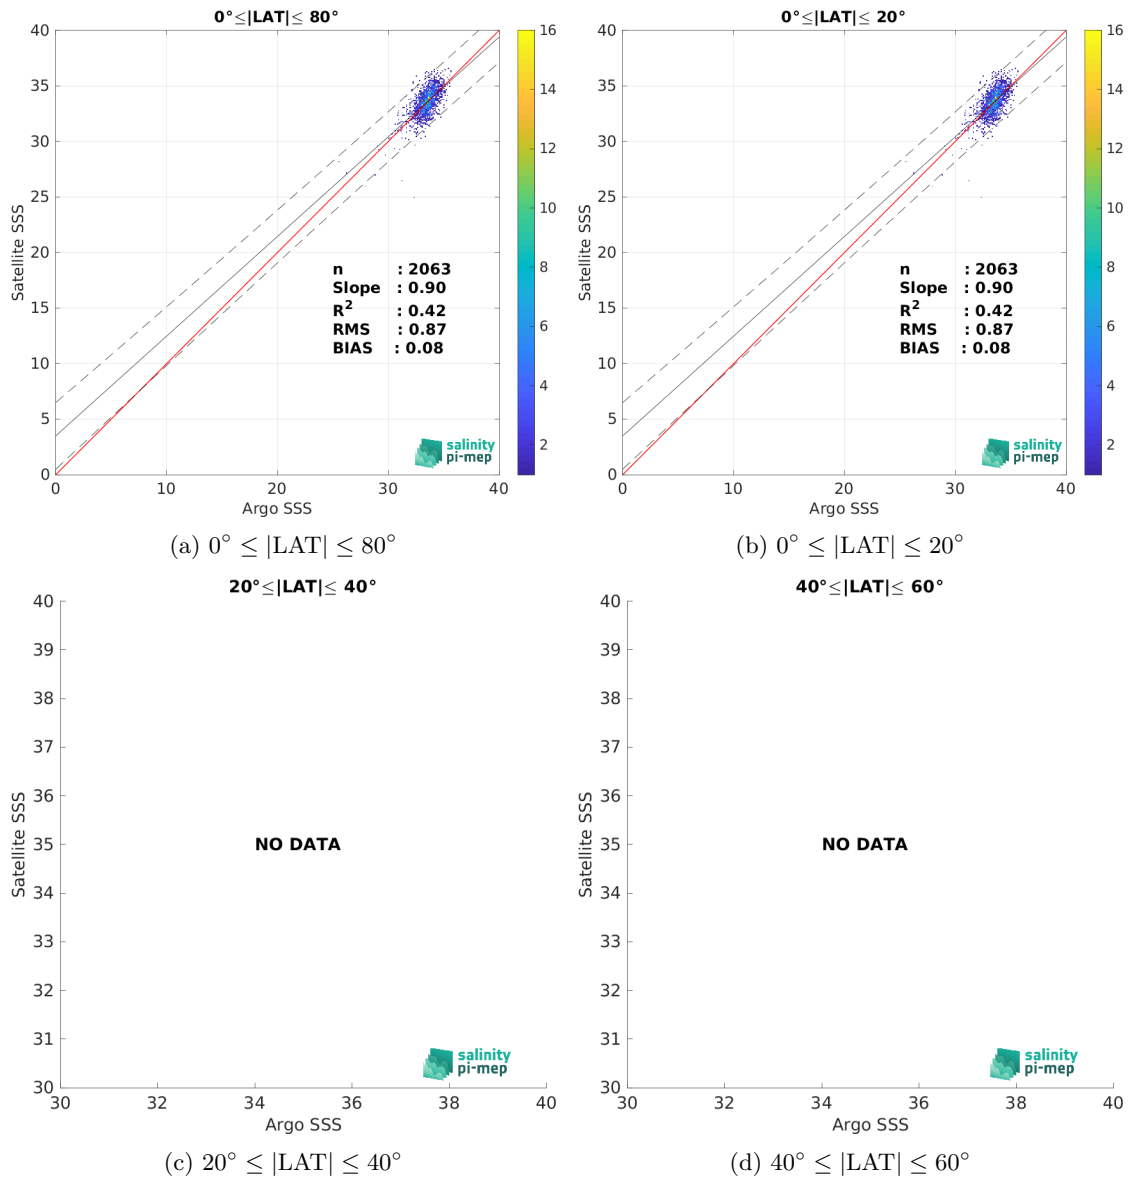 0°≤|LAT|≤ 80°
40
35
30
25
20
15
10
5
0
0
10
20
30
40
Satellite SSS
Argo SSS
n : 2063
Slope : 0.90
R² : 0.42
RMS : 0.87
BIAS : 0.08
salinity
pi-mep
16
14
12
10
8
6
4
2
(a) 0° ≤ |LAT| ≤ 80°
0°≤|LAT|≤ 20°
40
35
30
25
20
15
10
5
0
0
10
20
30
40
Satellite SSS
Argo SSS
n : 2063
Slope : 0.90
R² : 0.42
RMS : 0.87
BIAS : 0.08
salinity
pi-mep
16
14
12
10
8
6
4
2
(b) 0° ≤ |LAT| ≤ 20°
20°≤|LAT|≤ 40°
40
39
38
37
36
35
34
33
32
31
30
30
32
34
36
38
40
Satellite SSS
Argo SSS
NO DATA
salinity
pi-mep
(c) 20° ≤ |LAT| ≤ 40°
40°≤|LAT|≤ 60°
40
39
38
37
36
35
34
33
32
31
30
30
32
34
36
38
40
Satellite SSS
Argo SSS
NO DATA
salinity
pi-mep
(d) 40° ≤ |LAT| ≤ 60°